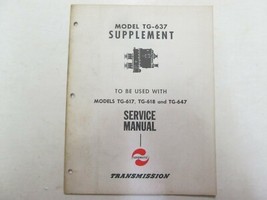 MODEL TG-637
SUPPLEMENT
TO BE USED WITH
MODELS TG-617, TG-618 and TG-647
SERVICE
MANUAL
TRANSMISSION